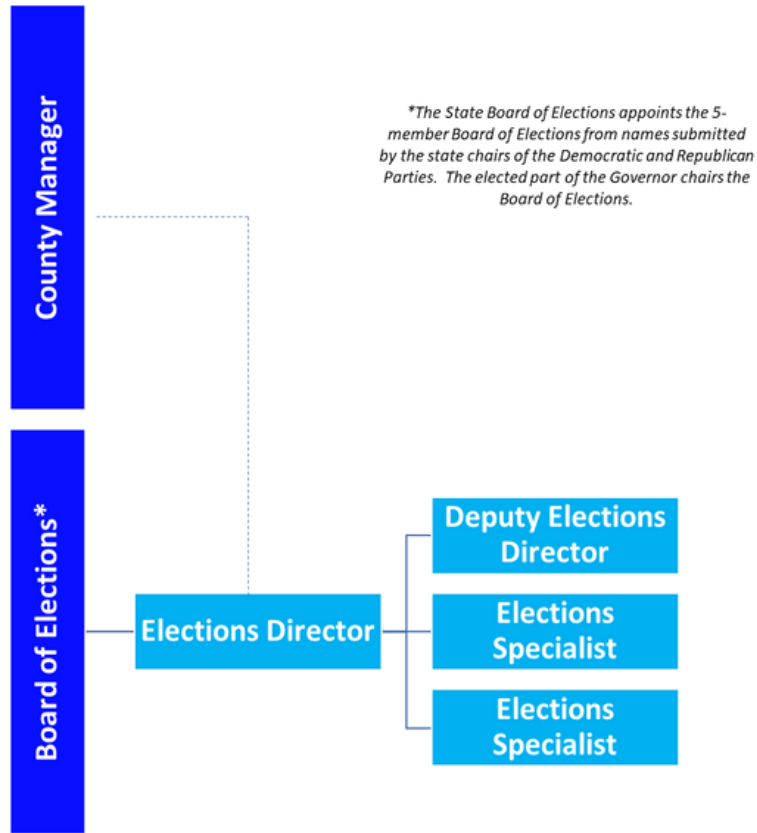 County Manager
*The State Board of Elections appoints the 5-
member Board of Elections from names submitted
by the state chairs of the Democratic and Republican
Parties.  The elected part of the Governor chairs the
Board of Elections.
Board of Elections*
Elections Director
Deputy Elections
Director
Elections
Specialist
Elections
Specialist